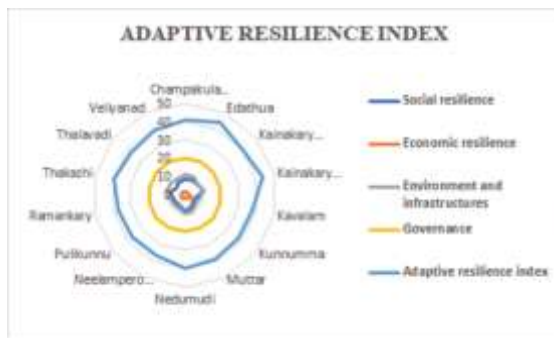 ADAPTIVE RESILIENCE INDEX
Champakula...
Edathua
Kainakary...
Kainakary...
Kavalam
Kunnumma
Muttar
Nedumudi
Neelampero...
Pulikunnu
Ramankary
Thakazhi
Thalavadi
Veliyanad
50
40
30
20
10
0
Social resilience
Economic resilience
Environment and
infrastructures
Governance
Adaptive resilience index